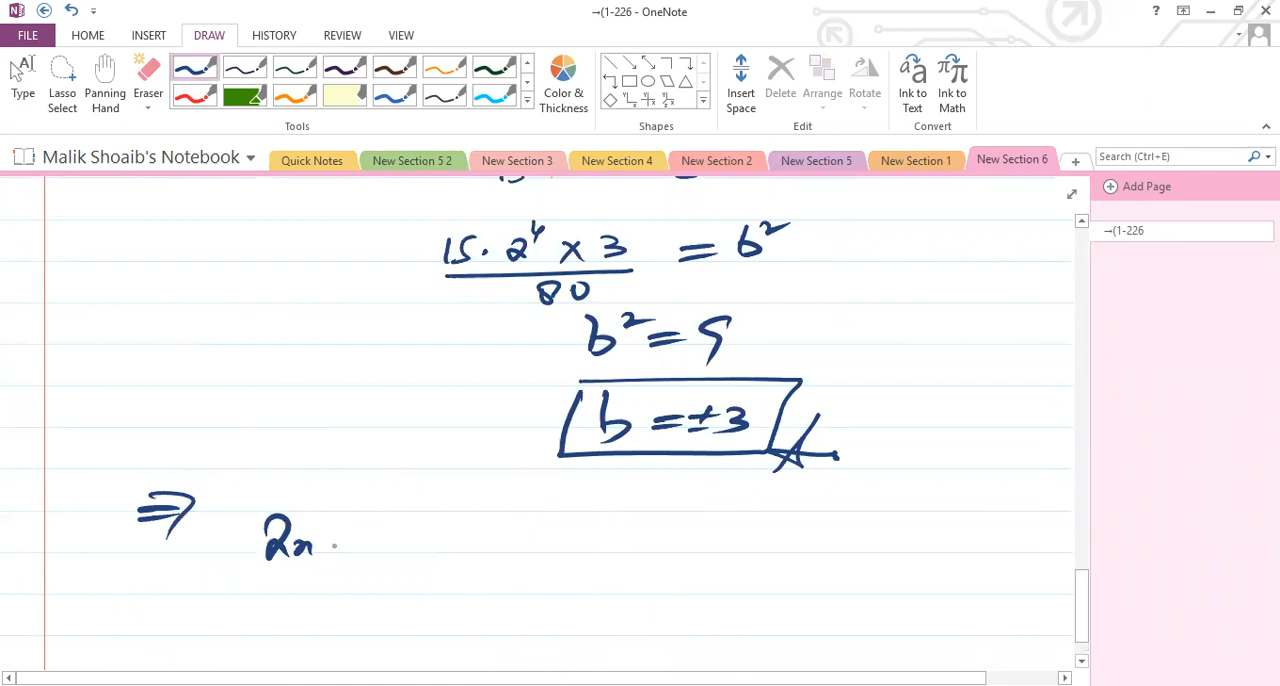 →(1-226 - OneNote
FILE HOME INSERT DRAW HISTORY REVIEW VIEW
Type
Lasso Select
Panning Hand
Eraser
Color & Thickness
Insert Space
Delete
Arrange
Rotate
Ink to Text
Ink to Math
Tools
Shapes
Edit
Convert
Malik Shoaib's Notebook
Quick Notes
New Section 5 2
New Section 3
New Section 4
New Section 2
New Section 5
New Section 1
New Section 6
Search (Ctrl+E)
Add Page
→(1-226
15 · 2⁴ × 3 = b²
80
b² = 9
b = ±3
⇒ 2x